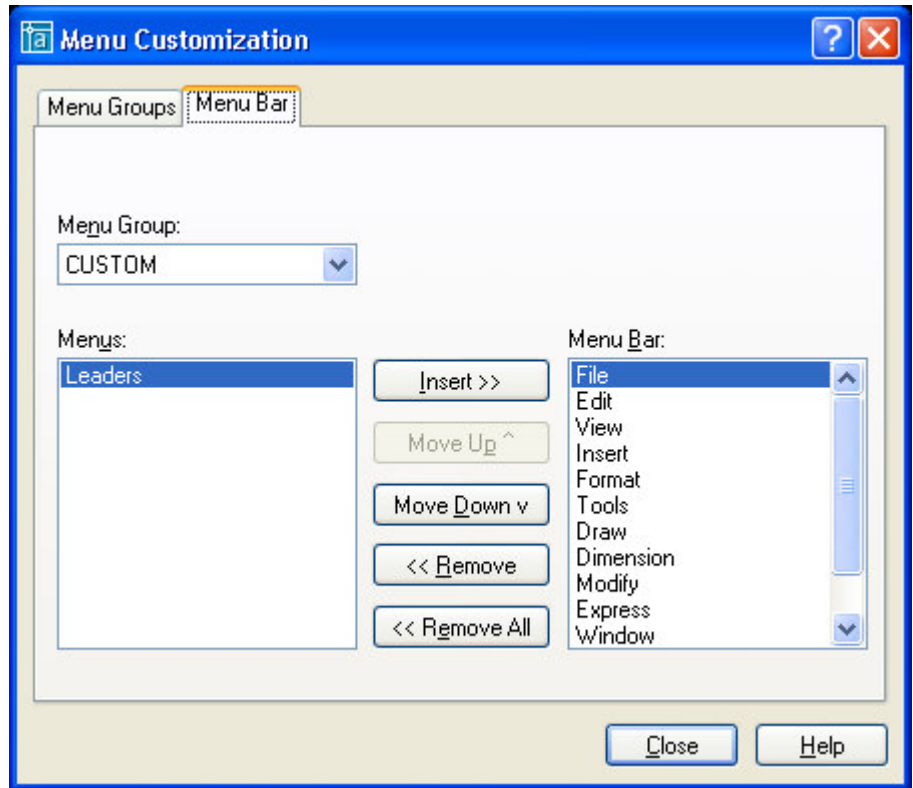 Menu Customization
Menu Groups
Menu Bar
Menu Group:
CUSTOM
Menus:
Leaders
Insert >>
Move Up ^
Move Down v
<< Remove
<< Remove All
Menu Bar:
File
Edit
View
Insert
Format
Tools
Draw
Dimension
Modify
Express
Window
Close
Help